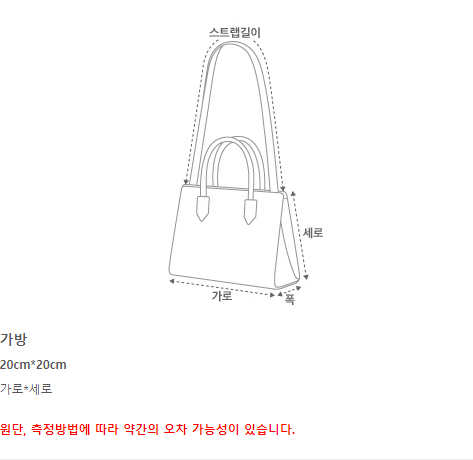 스트랩길이
세로
가로
폭
가방
20cm*20cm
가로*세로
원단, 측정방법에 따라 약간의 오차 가능성이 있습니다.